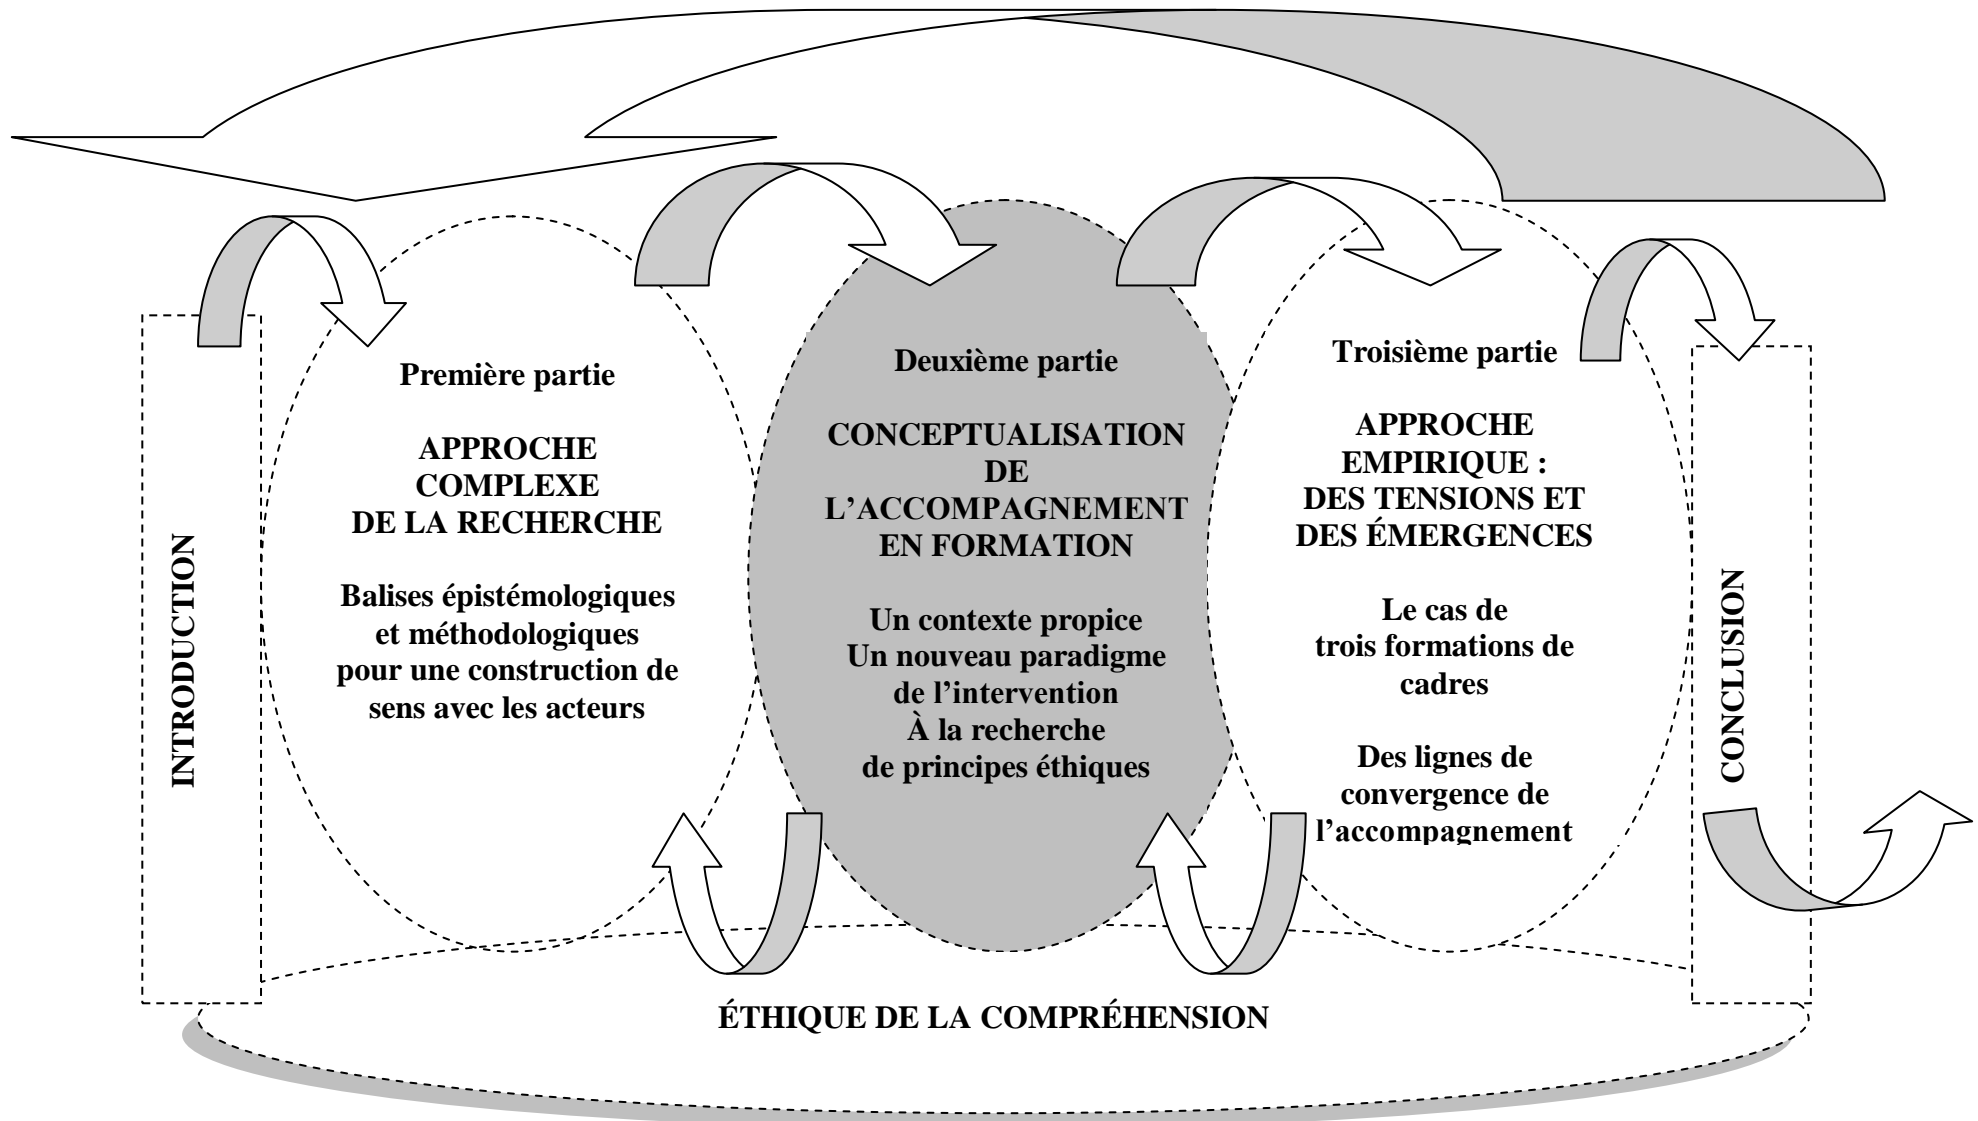 INTRODUCTION
Première partie
APPROCHE
COMPLEXE
DE LA RECHERCHE
Balises épistémologiques
et méthodologiques
pour une construction de
sens avec les acteurs
Deuxième partie
CONCEPTUALISATION
DE
L’ACCOMPAGNEMENT
EN FORMATION
Un contexte propice
Un nouveau paradigme
de l’intervention
À la recherche
de principes éthiques
Troisième partie
APPROCHE
EMPIRIQUE :
DES TENSIONS ET
DES ÉMERGENCES
Le cas de
trois formations de
cadres
Des lignes de
convergence de
l’accompagnement
CONCLUSION
ÉTHIQUE DE LA COMPRÉHENSION